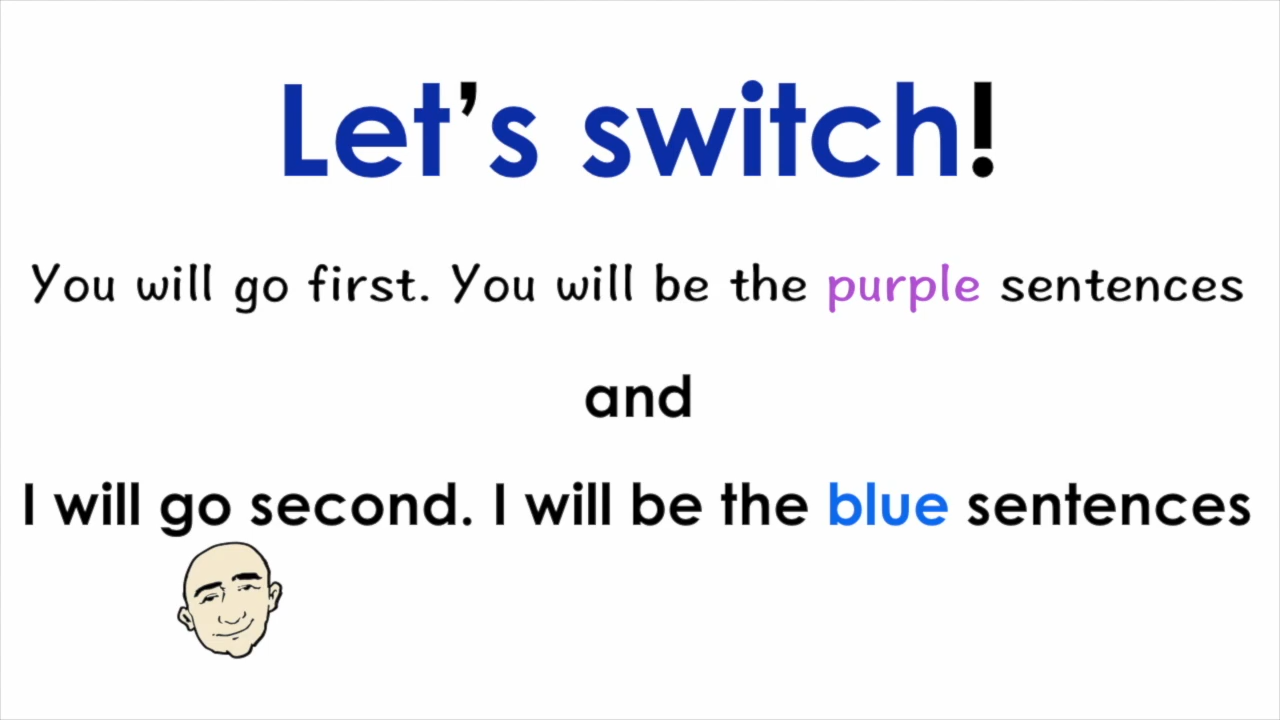 Let’s switch!
You will go first. You will be the purple sentences
and
I will go second. I will be the blue sentences